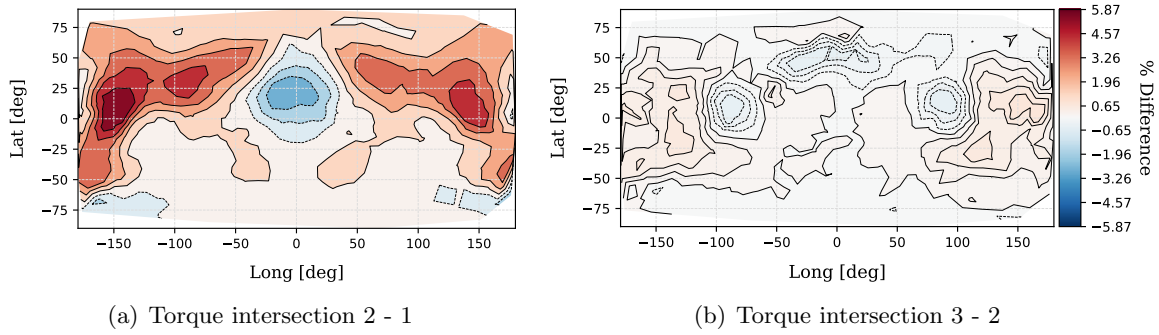 75
50
25
0
−25
−50
−75
Lat [deg]
−150 −100 −50 0 50 100 150
Long [deg]
(a) Torque intersection 2 - 1
75
50
25
0
−25
−50
−75
Lat [deg]
−150 −100 −50 0 50 100 150
Long [deg]
(b) Torque intersection 3 - 2
5.87
4.57
3.26
1.96
0.65
−0.65
−1.96
−3.26
−4.57
−5.87
% Difference